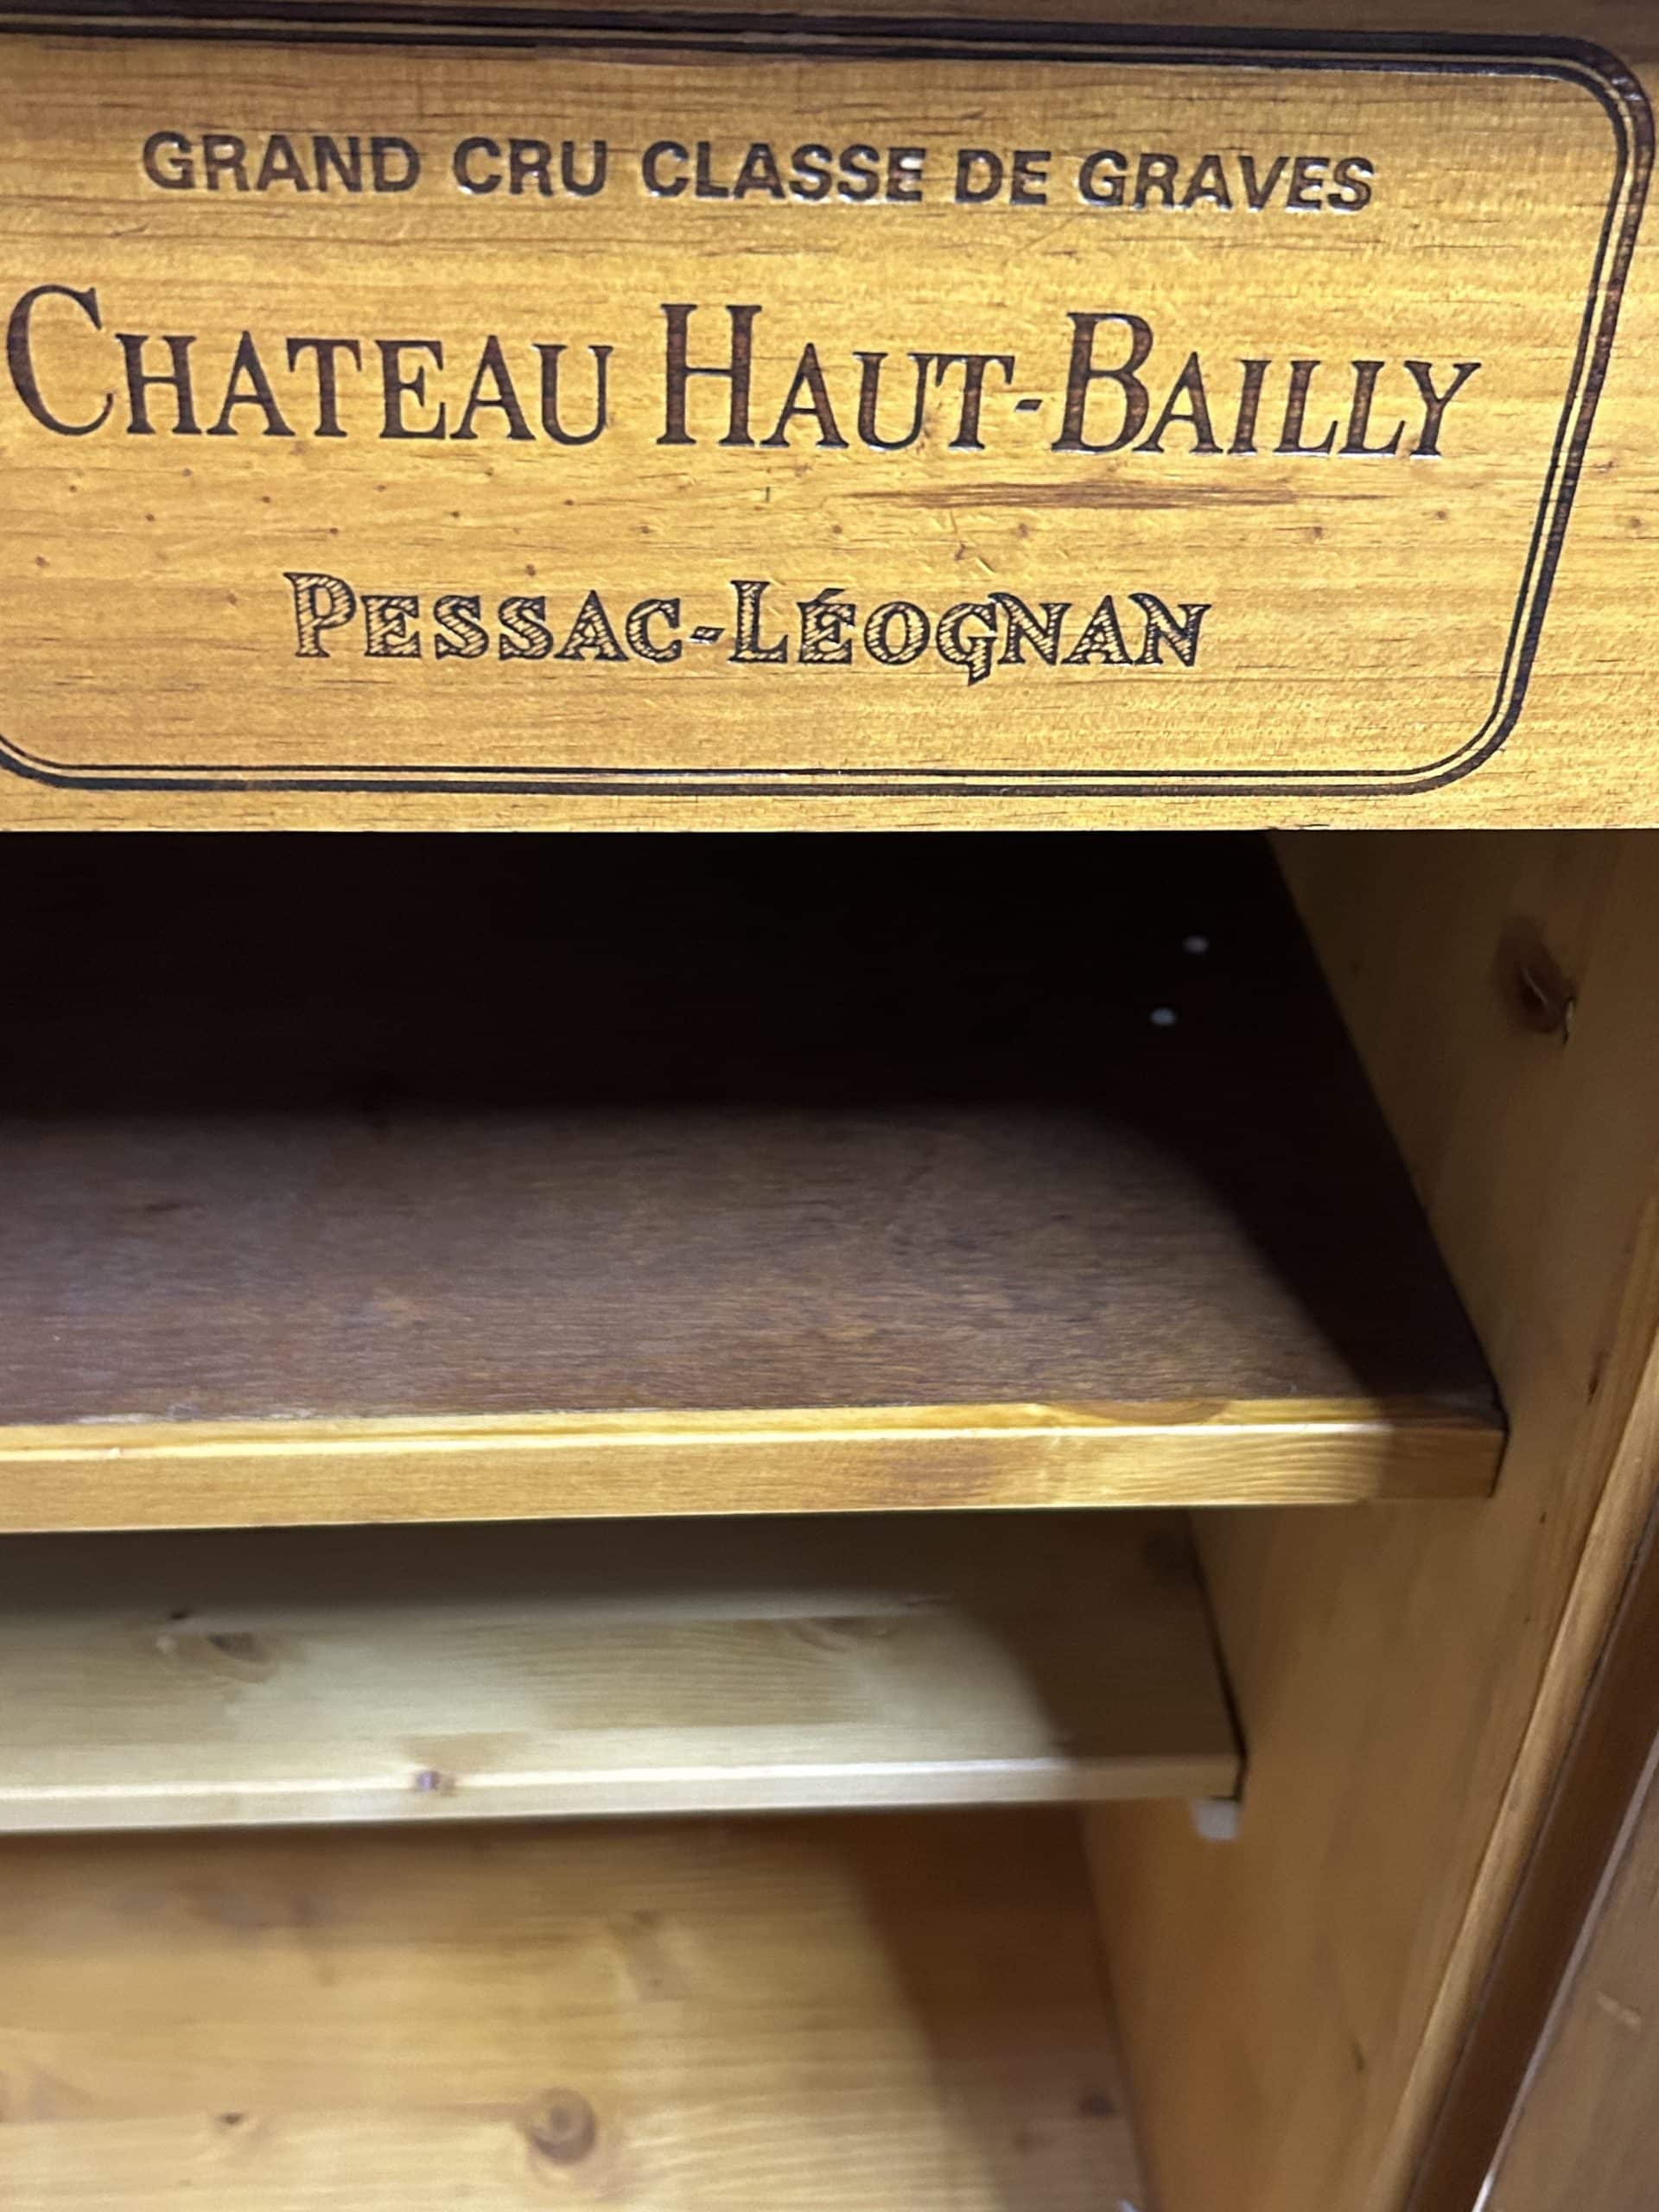 GRAND CRU CLASSE DE GRAVES
CHATEAU HAUT-BAILLY
PESSAC-LÉOGNAN